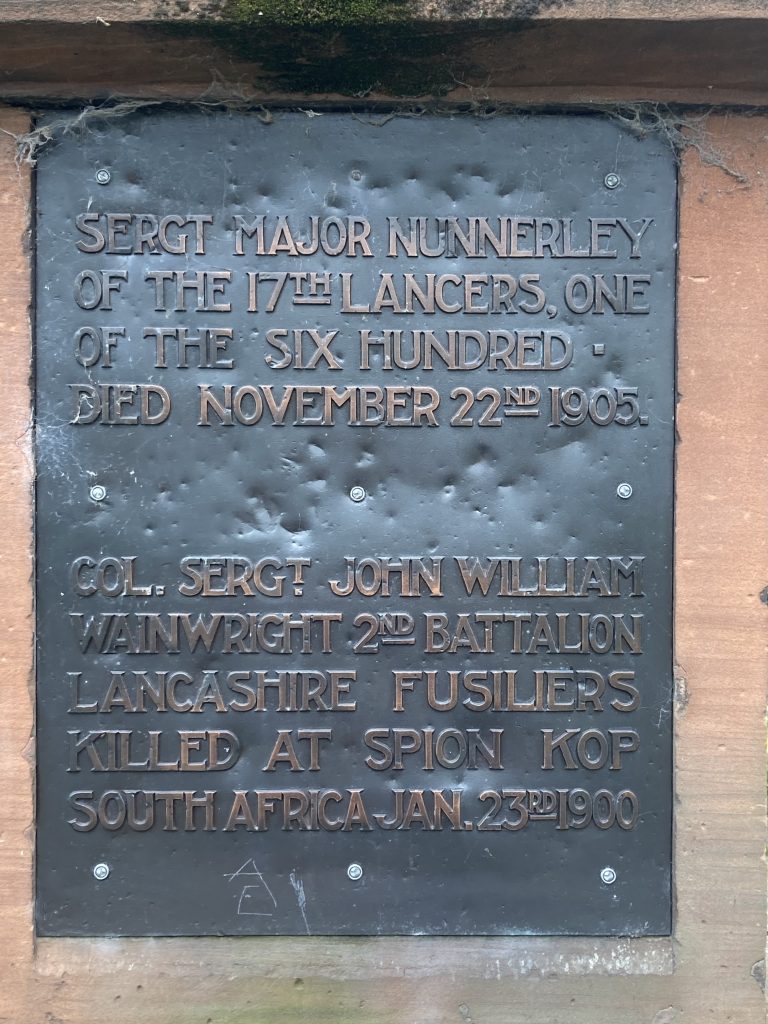 SERGT MAJOR NUNNERLEY
OF THE 17TH LANCERS, ONE
OF THE SIX HUNDRED ·
DIED NOVEMBER 22ND 1905.
COL. SERGT. JOHN WILLIAM
WAINWRIGHT 2ND BATTALION
LANCASHIRE FUSILIERS
KILLED AT SPION KOP
SOUTH AFRICA JAN. 23RD 1900